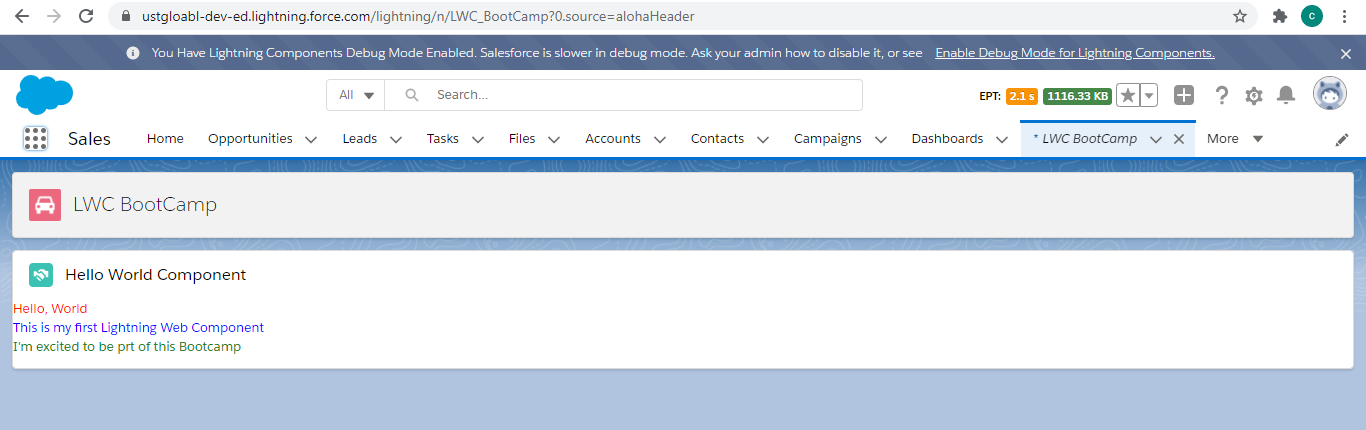 ustgloabl-dev-ed.lightning.force.com/lightning/n/LWC_BootCamp?0.source=alohaHeader
C
You Have Lightning Components Debug Mode Enabled. Salesforce is slower in debug mode. Ask your admin how to disable it, or see Enable Debug Mode for Lightning Components.
All Search... EPT: 2.1 s 1116.33 KB
Sales Home Opportunities Leads Tasks Files Accounts Contacts Campaigns Dashboards * LWC BootCamp More
LWC BootCamp
Hello World Component
Hello, World
This is my first Lightning Web Component
I'm excited to be prt of this Bootcamp